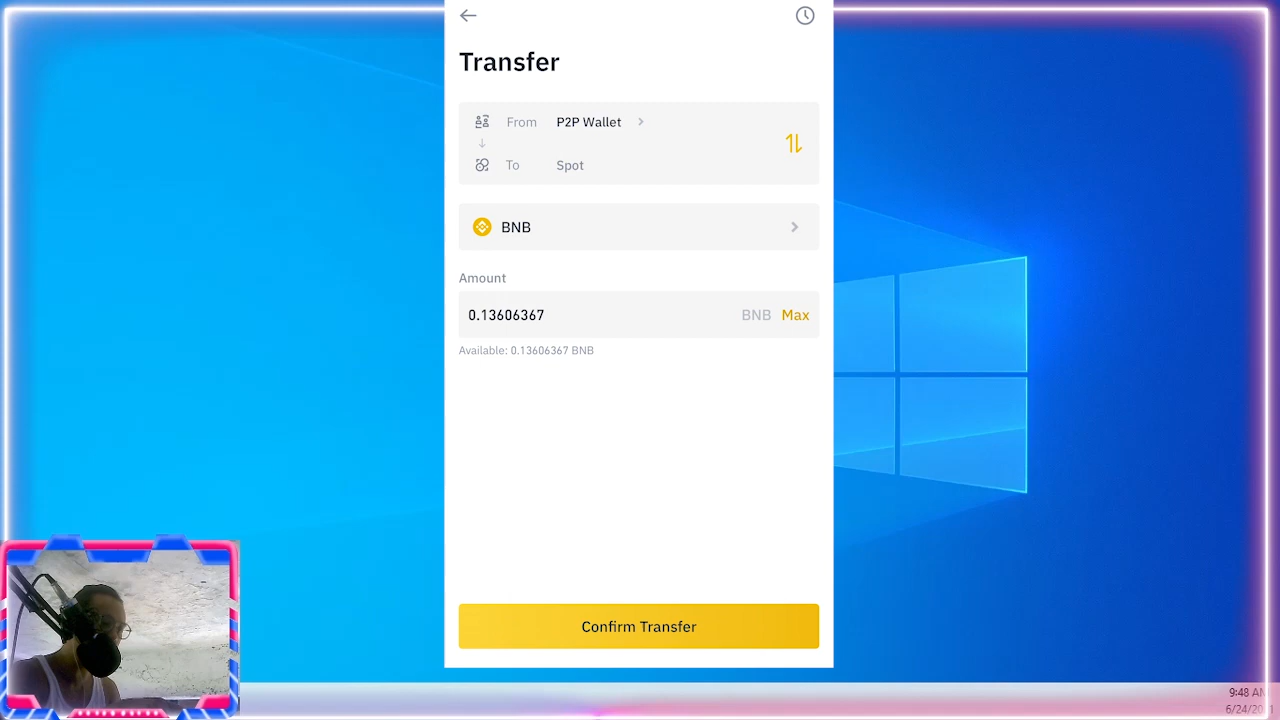 Transfer
From P2P Wallet
To Spot
BNB
Amount
0.13606367 BNB Max
Available: 0.13606367 BNB
Confirm Transfer
9:48 AM